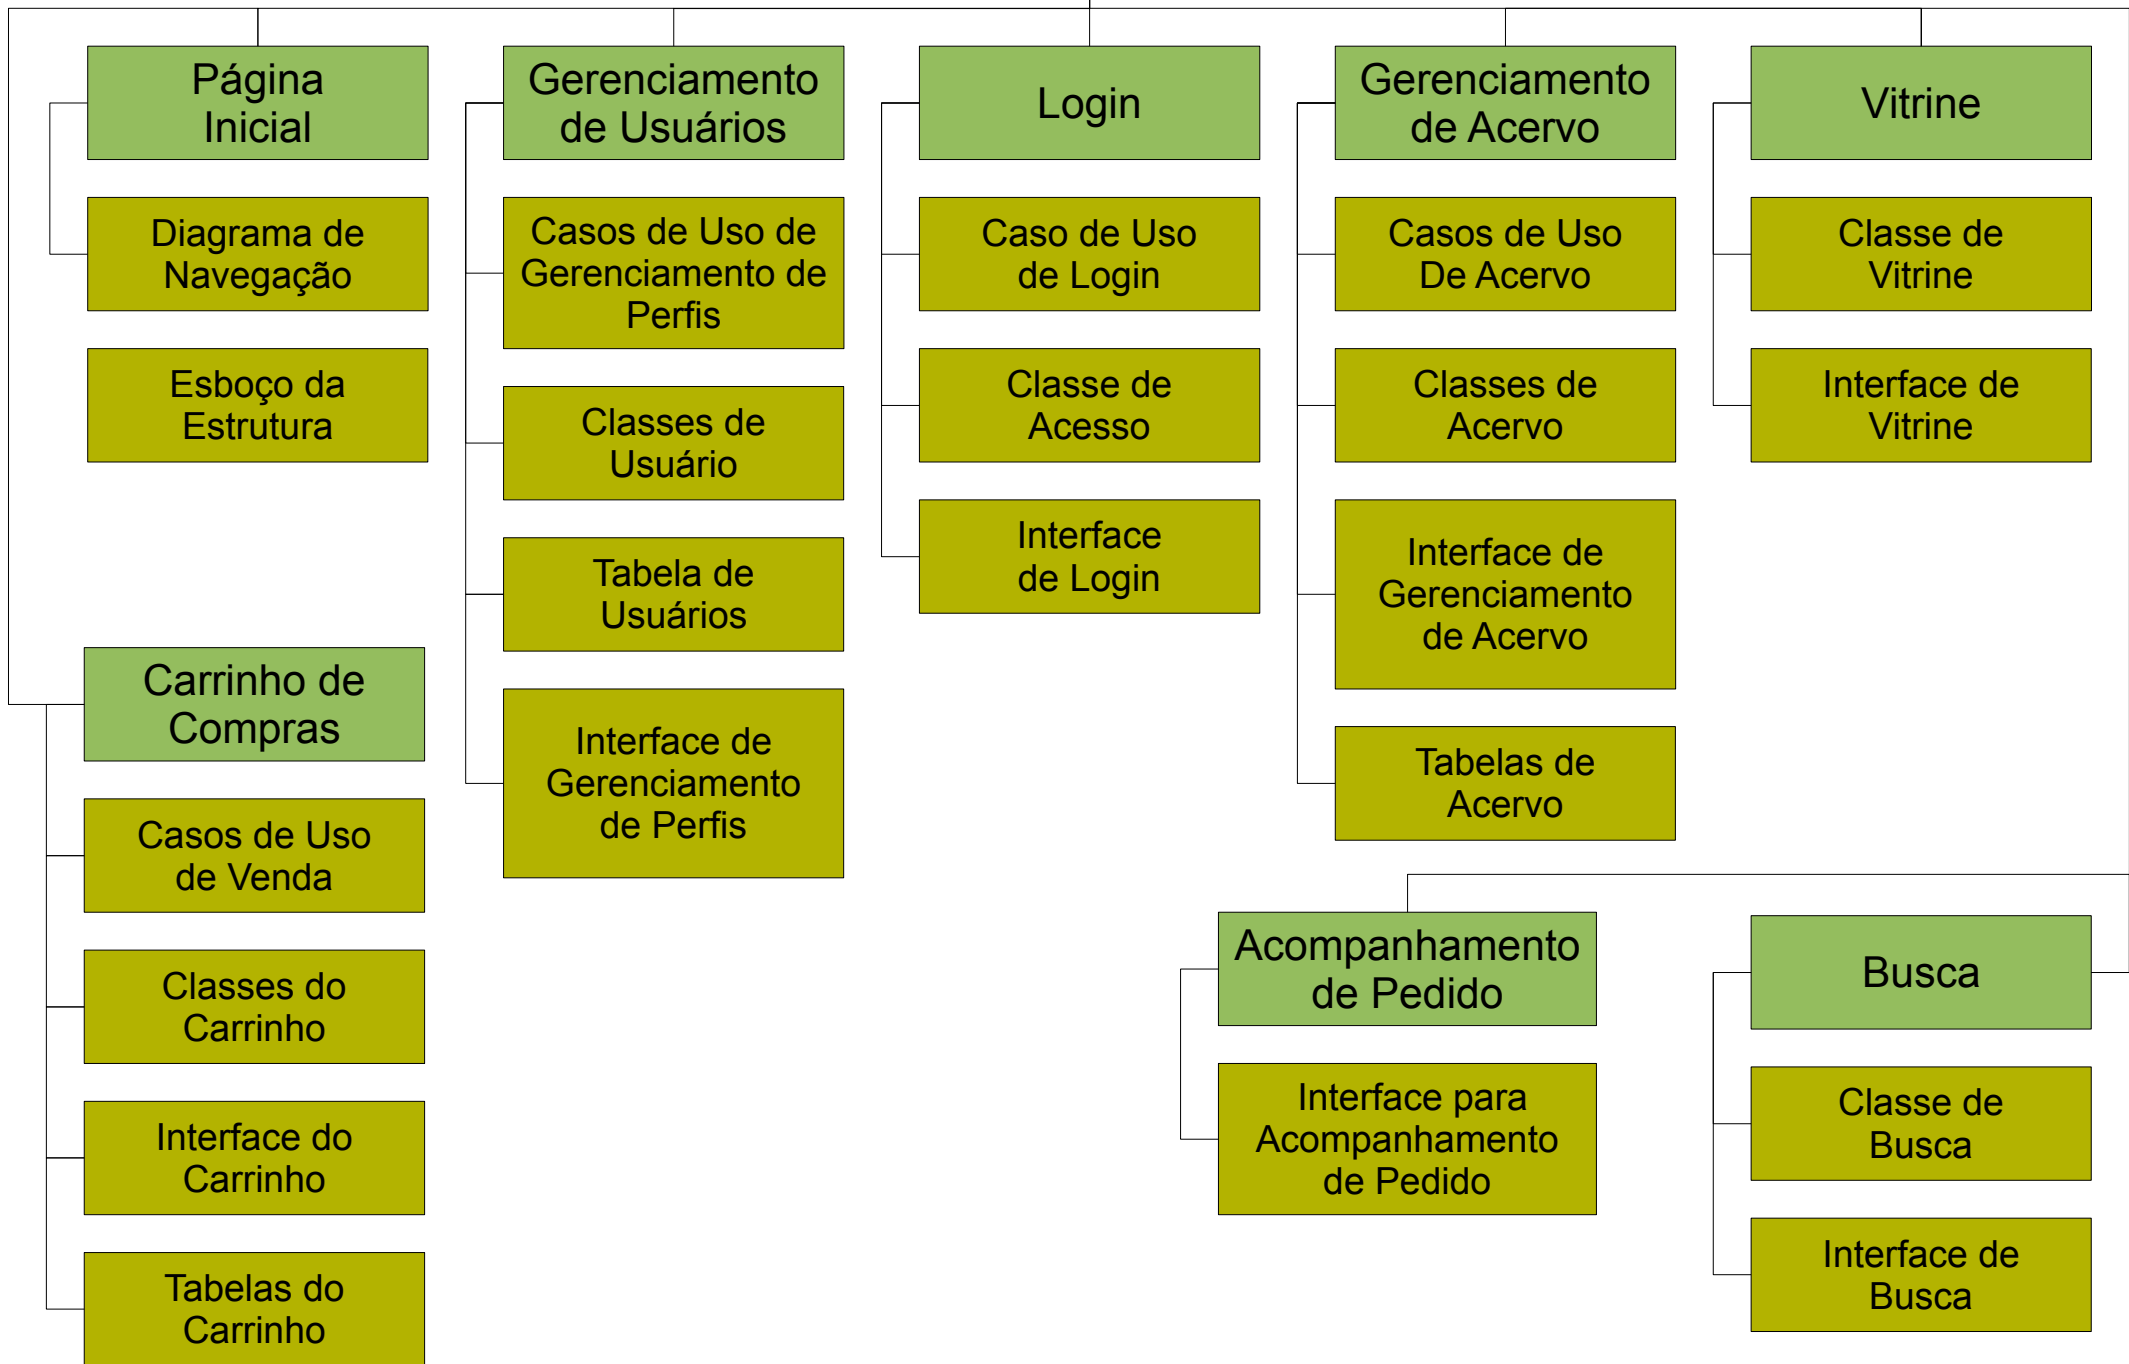 Página
Inicial
Diagrama de
Navegação
Esboço da
Estrutura
Gerenciamento
de Usuários
Casos de Uso de
Gerenciamento de
Perfis
Classes de
Usuário
Tabela de
Usuários
Interface de
Gerenciamento
de Perfis
Login
Caso de Uso
de Login
Classe de
Acesso
Interface
de Login
Gerenciamento
de Acervo
Casos de Uso
De Acervo
Classes de
Acervo
Interface de
Gerenciamento
de Acervo
Tabelas de
Acervo
Vitrine
Classe de
Vitrine
Interface de
Vitrine
Carrinho de
Compras
Casos de Uso
de Venda
Classes do
Carrinho
Interface do
Carrinho
Tabelas do
Carrinho
Acompanhamento
de Pedido
Interface para
Acompanhamento
de Pedido
Busca
Classe de
Busca
Interface de
Busca